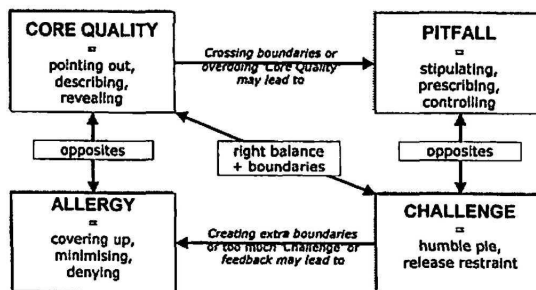 CORE QUALITY
=
pointing out,
describing,
revealing
Crossing boundaries or
overdoing 'Core Quality'
may lead to
PITFALL
=
stipulating,
prescribing,
controlling
opposites
right balance
+ boundaries
opposites
ALLERGY
=
covering up,
minimising,
denying
Creating extra boundaries
or too much 'Challenge' or
feedback may lead to
CHALLENGE
=
humble pie,
release restraint